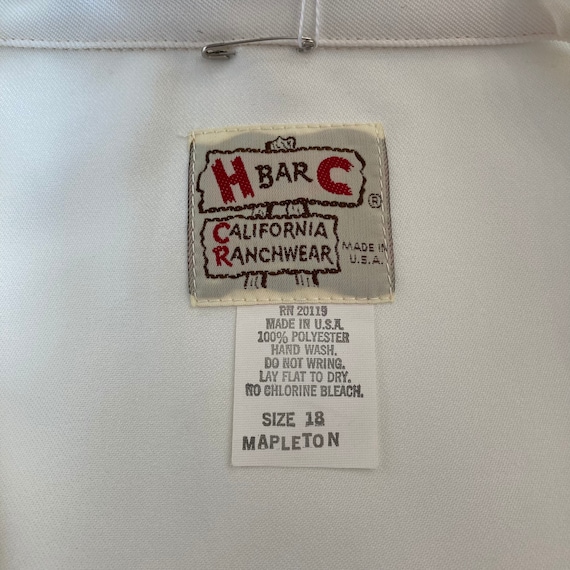 H BAR C
®
CALIFORNIA
RANCHWEAR
MADE IN
U.S.A.
RN 20119
MADE IN U.S.A.
100% POLYESTER
HAND WASH.
DO NOT WRING.
LAY FLAT TO DRY.
NO CHLORINE BLEACH.
SIZE 18
MAPLETON